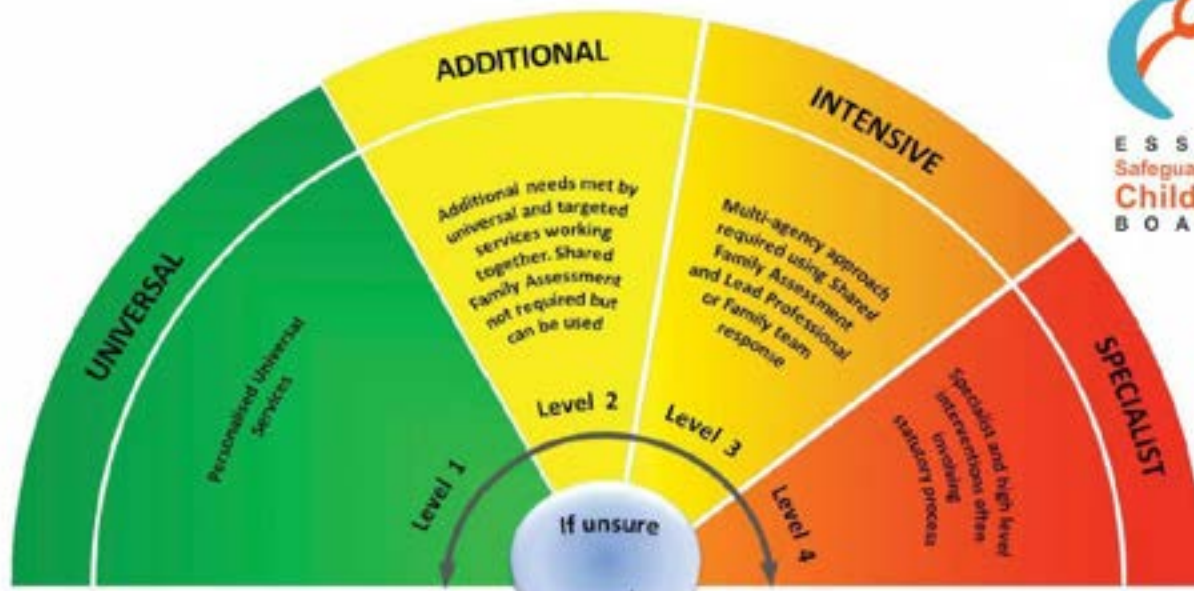 UNIVERSAL
Personalised Universal
Services
Level 1
ADDITIONAL
Additional needs met by
universal and targeted
services working
together. Shared
Family Assessment
not required but
can be used
Level 2
INTENSIVE
Multi-agency approach
required using Shared
Family Assessment
and Lead Professional
or Family team
response
Level 3
SPECIALIST
Specialist and high level
interventions often
involving
statutory process
Level 4
If unsure
E S S
Safegua
Child
B O A